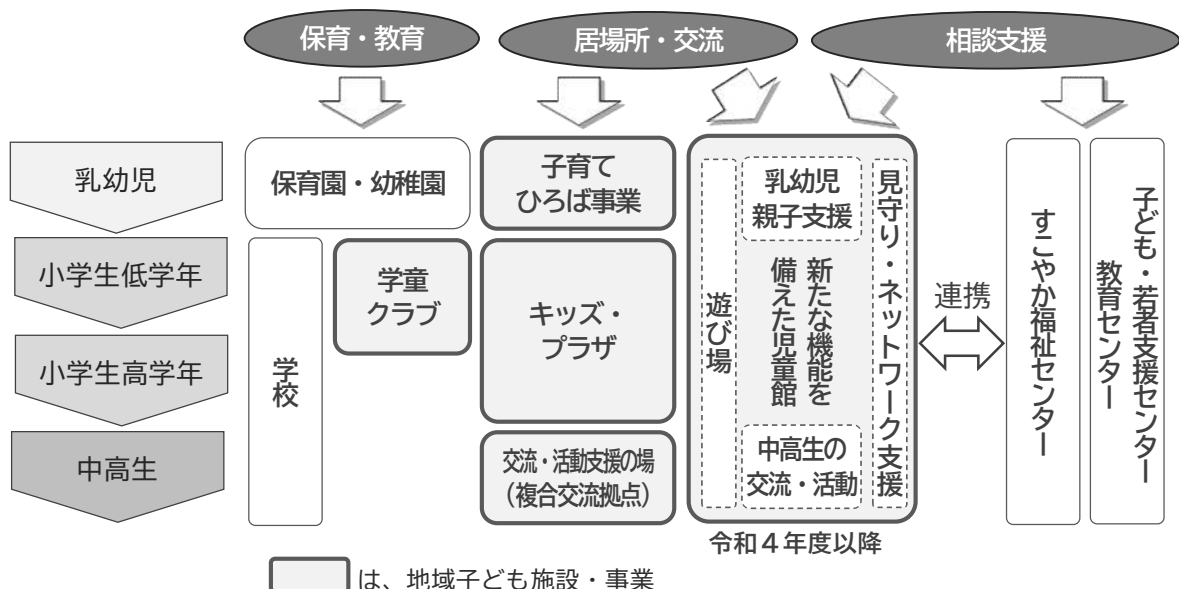 保育・教育
居場所・交流
相談支援
乳幼児
小学生低学年
小学生高学年
中高生
保育園・幼稚園
学校
学童
クラブ
子育て
ひろば事業
キッズ・
プラザ
交流・活動支援の場
（複合交流拠点）
遊び場
乳幼児
親子支援
新たな機能を
備えた児童館
中高生の
交流・活動
見守り・ネットワーク支援
令和４年度以降
連携
すこやか福祉センター
子ども・若者支援センター
教育センター
は、地域子ども施設・事業